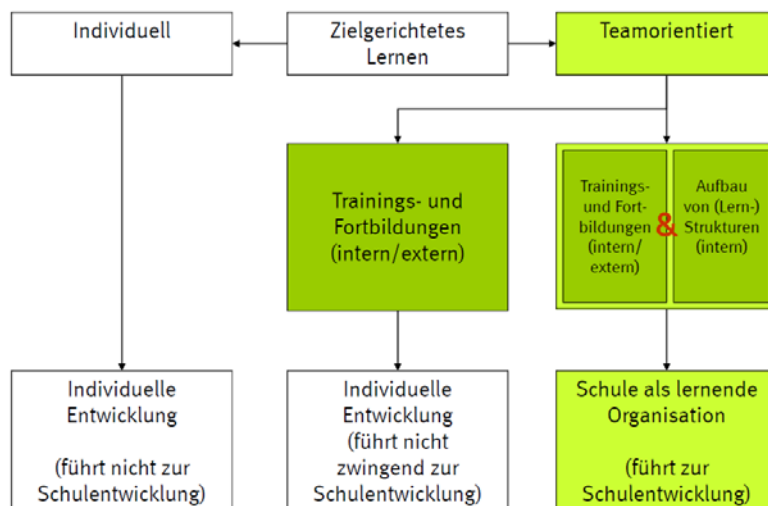 Individuell
Zielgerichtetes
Lernen
Teamorientiert
Trainings- und
Fortbildungen
(intern/extern)
Trainings-
und Fort-
bildungen
(intern/
extern)
&
Aufbau
von (Lern-)
Strukturen
(intern)
Individuelle
Entwicklung
(führt nicht zur
Schulentwicklung)
Individuelle
Entwicklung
(führt nicht
zwingend zur
Schulentwicklung)
Schule als lernende
Organisation
(führt zur
Schulentwicklung)